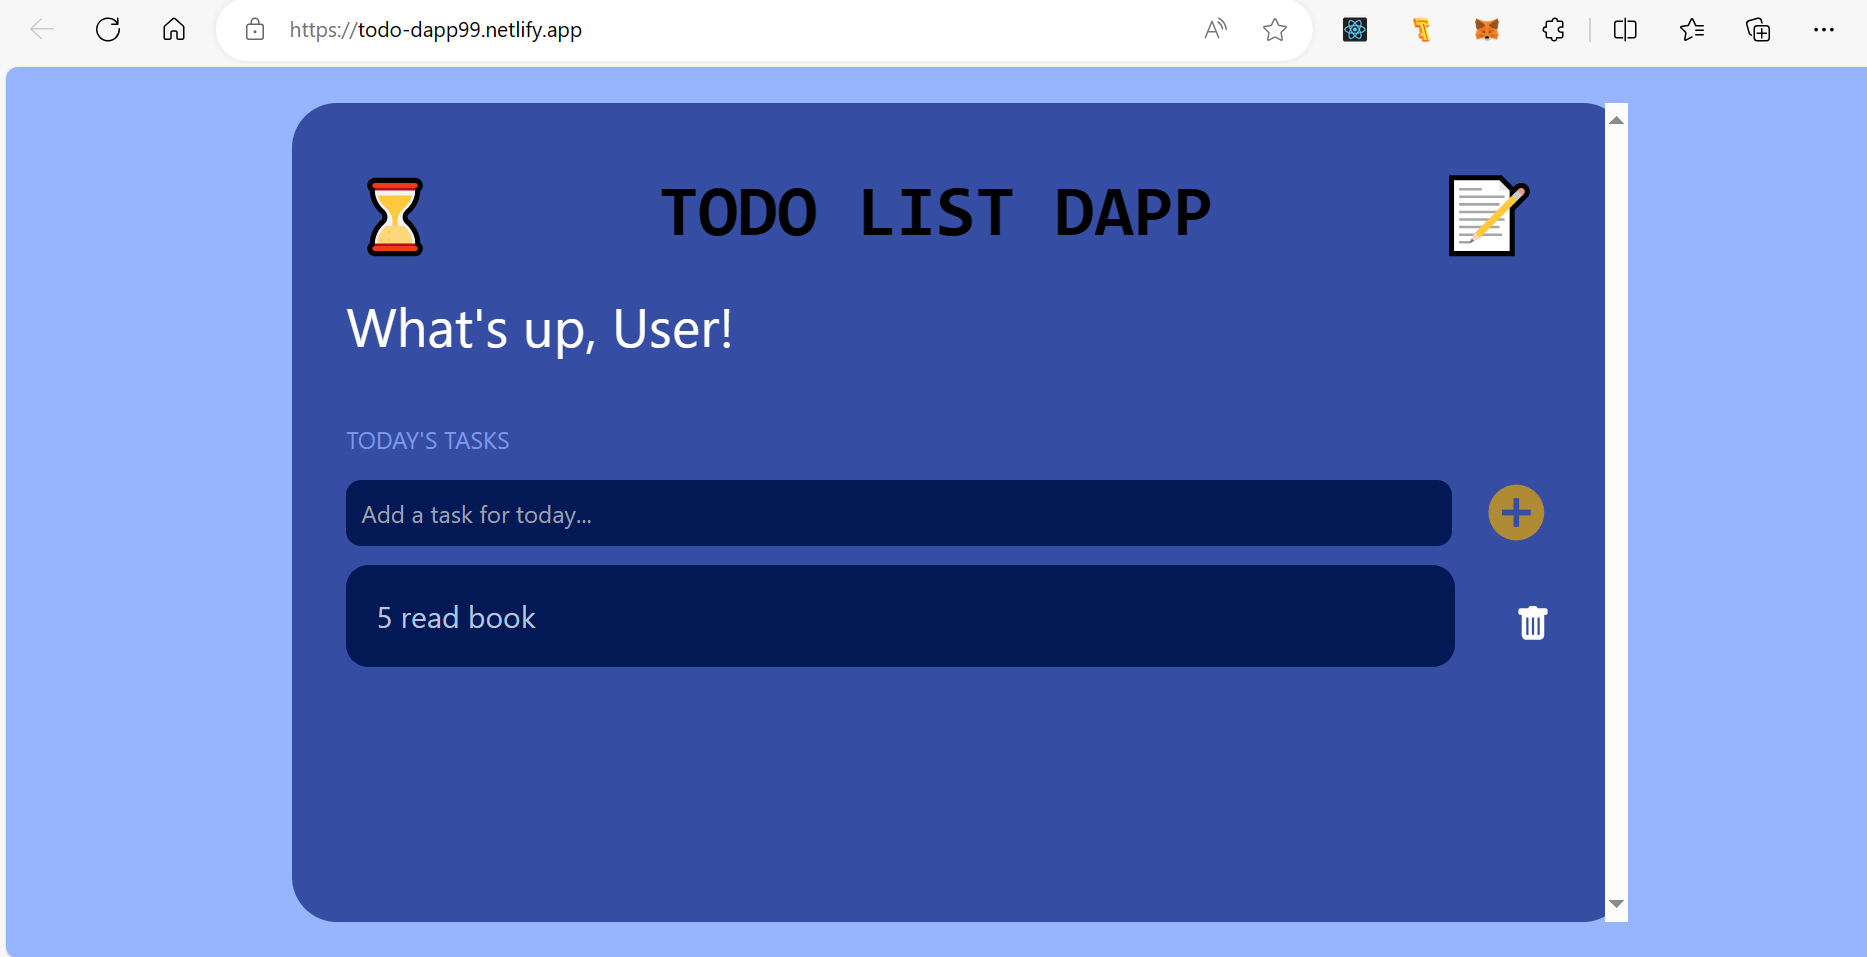 https://todo-dapp99.netlify.app
TODO LIST DAPP
What's up, User!
TODAY'S TASKS
Add a task for today...
5 read book